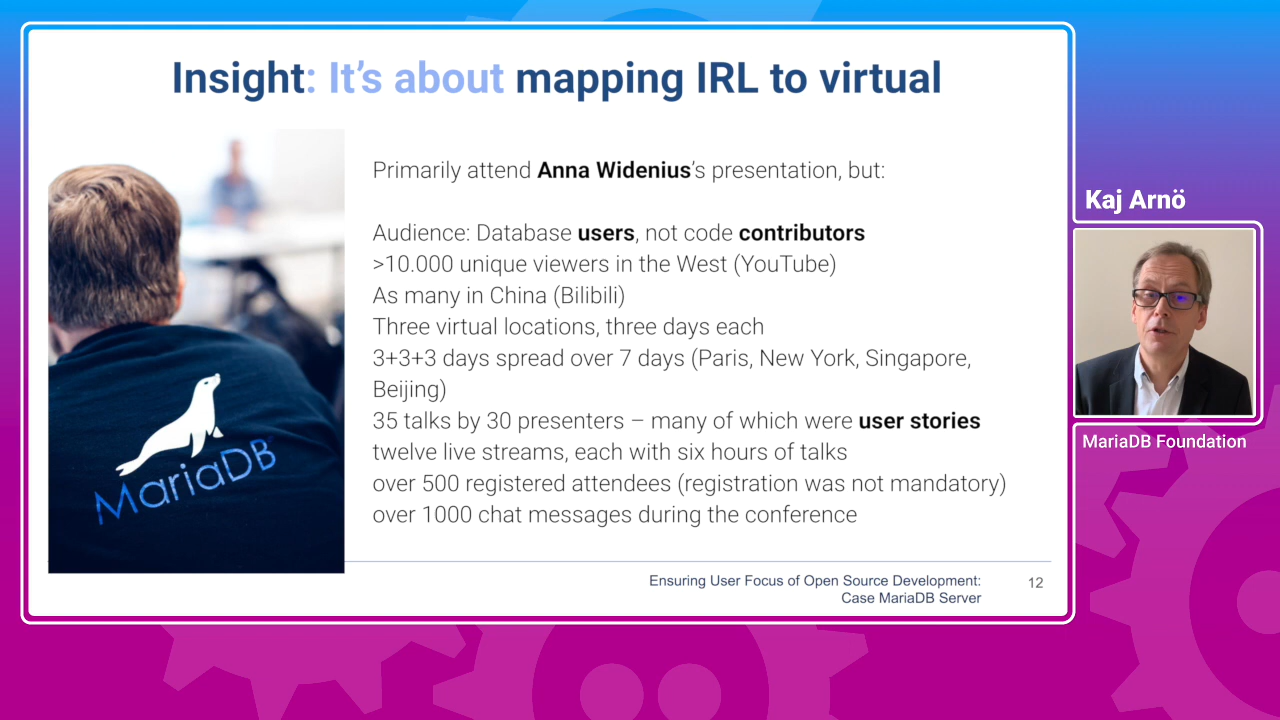 Insight: It's about mapping IRL to virtual
Primarily attend Anna Widenius's presentation, but:
Audience: Database users, not code contributors
>10.000 unique viewers in the West (YouTube)
As many in China (Bilibili)
Three virtual locations, three days each
3+3+3 days spread over 7 days (Paris, New York, Singapore,
Beijing)
35 talks by 30 presenters – many of which were user stories
twelve live streams, each with six hours of talks
over 500 registered attendees (registration was not mandatory)
over 1000 chat messages during the conference
MariaDB
Ensuring User Focus of Open Source Development:
Case MariaDB Server
12
Kaj Arnö
MariaDB Foundation